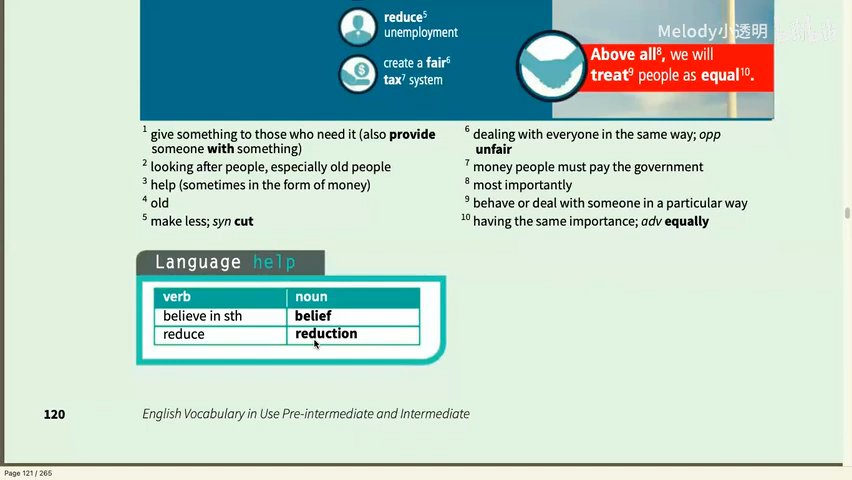 Melody小透明
reduce⁵
unemployment
create a fair⁶
tax⁷ system
Above all⁸, we will
treat⁹ people as equal¹⁰.
¹ give something to those who need it (also provide
someone with something)
² looking after people, especially old people
³ help (sometimes in the form of money)
⁴ old
⁵ make less; syn cut
⁶ dealing with everyone in the same way; opp
unfair
⁷ money people must pay the government
⁸ most importantly
⁹ behave or deal with someone in a particular way
¹⁰ having the same importance; adv equally
Language help
verb noun
believe in sth belief
reduce reduction
120 English Vocabulary in Use Pre-intermediate and Intermediate
Page 121 / 265